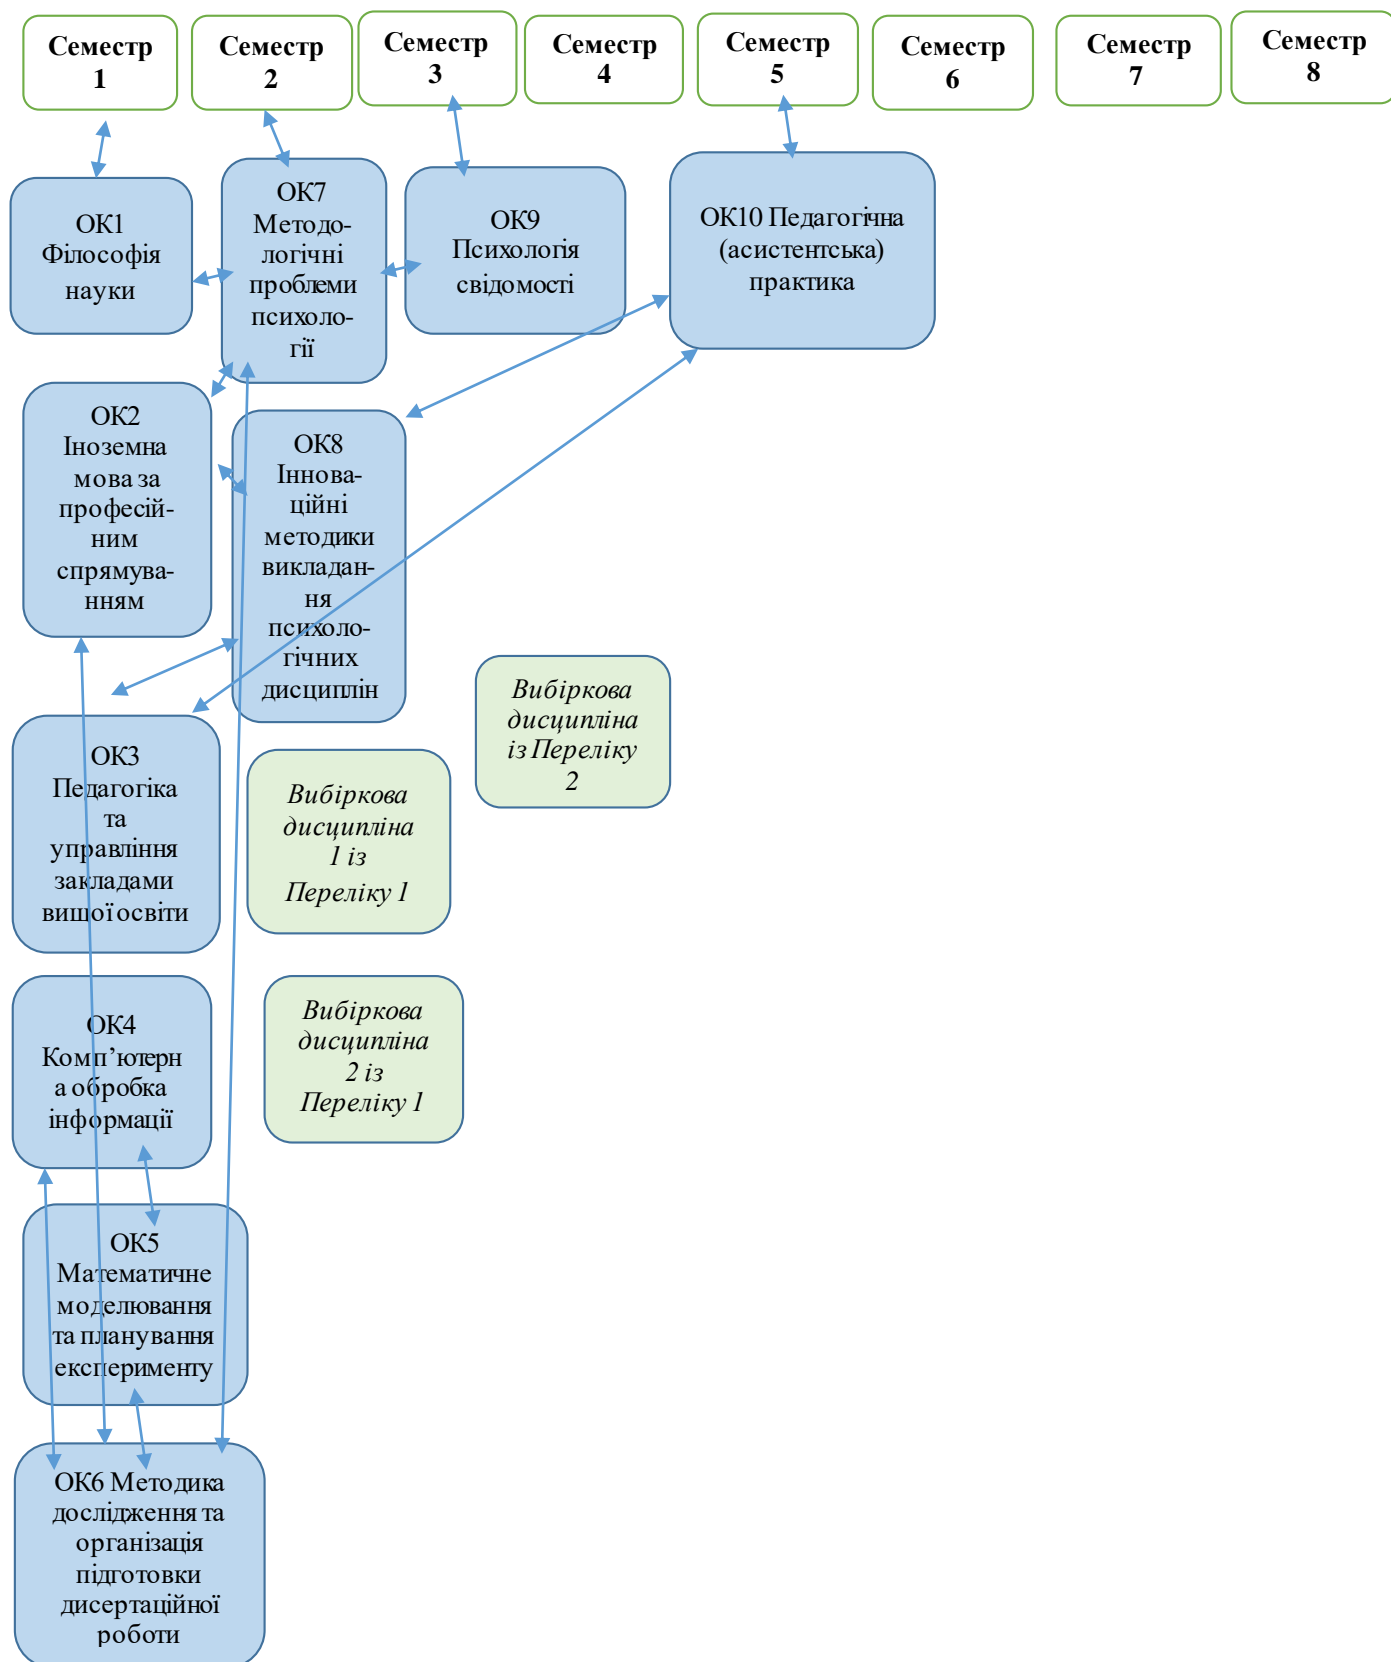 Семестр
1
Семестр
2
Семестр
3
Семестр
4
Семестр
5
Семестр
6
Семестр
7
Семестр
8
ОК1
Філософія
науки
ОК7
Методо-
логічні
проблеми
психоло-
гії
ОК9
Психологія
свідомості
ОК10 Педагогічна
(асистентська)
практика
ОК2
Іноземна
мова за
професій-
ним
спрямува-
нням
ОК8
Іннова-
ційні
методики
викладан-
ня
психоло-
гічних
дисциплін
Вибіркова
дисципліна
із Переліку
2
ОК3
Педагогіка
та
управління
закладами
вищої освіти
Вибіркова
дисципліна
1 із
Переліку 1
ОК4
Комп’ютерн
а обробка
інформації
Вибіркова
дисципліна
2 із
Переліку 1
ОК5
Математичне
моделювання
та планування
експерименту
ОК6 Методика
дослідження та
організація
підготовки
дисертаційної
роботи